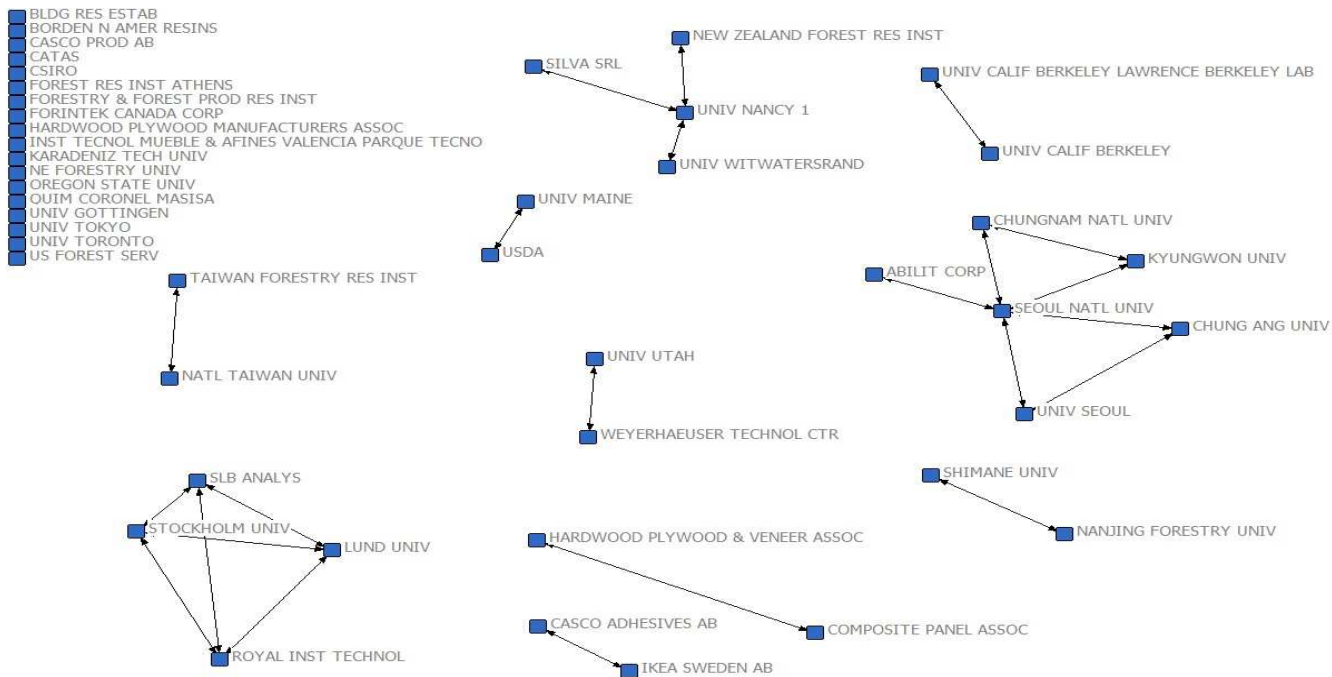 BLDG RES ESTAB
BORDEN N AMER RESINS
CASCO PROD AB
CATAS
CSIRO
FOREST RES INST ATHENS
FORESTRY & FOREST PROD RES INST
FORINTEK CANADA CORP
HARDWOOD PLYWOOD MANUFACTURERS ASSOC
INST TECNOL MUEBLE & AFINES VALENCIA PARQUE TECNO
KARADENIZ TECH UNIV
NE FORESTRY UNIV
OREGON STATE UNIV
QUIM CORONEL MASISA
UNIV GOTTINGEN
UNIV TOKYO
UNIV TORONTO
US FOREST SERV
NEW ZEALAND FOREST RES INST
SILVA SRL
UNIV NANCY 1
UNIV WITWATERSRAND
UNIV CALIF BERKELEY LAWRENCE BERKELEY LAB
UNIV CALIF BERKELEY
UNIV MAINE
USDA
CHUNGNAM NATL UNIV
KYUNGWON UNIV
ABILIT CORP
SEOUL NATL UNIV
CHUNG ANG UNIV
UNIV SEOUL
TAIWAN FORESTRY RES INST
NATL TAIWAN UNIV
UNIV UTAH
WEYERHAEUSER TECHNOL CTR
SLB ANALYS
STOCKHOLM UNIV
LUND UNIV
ROYAL INST TECHNOL
SHIMANE UNIV
NANJING FORESTRY UNIV
HARDWOOD PLYWOOD & VENEER ASSOC
COMPOSITE PANEL ASSOC
CASCO ADHESIVES AB
IKEA SWEDEN AB